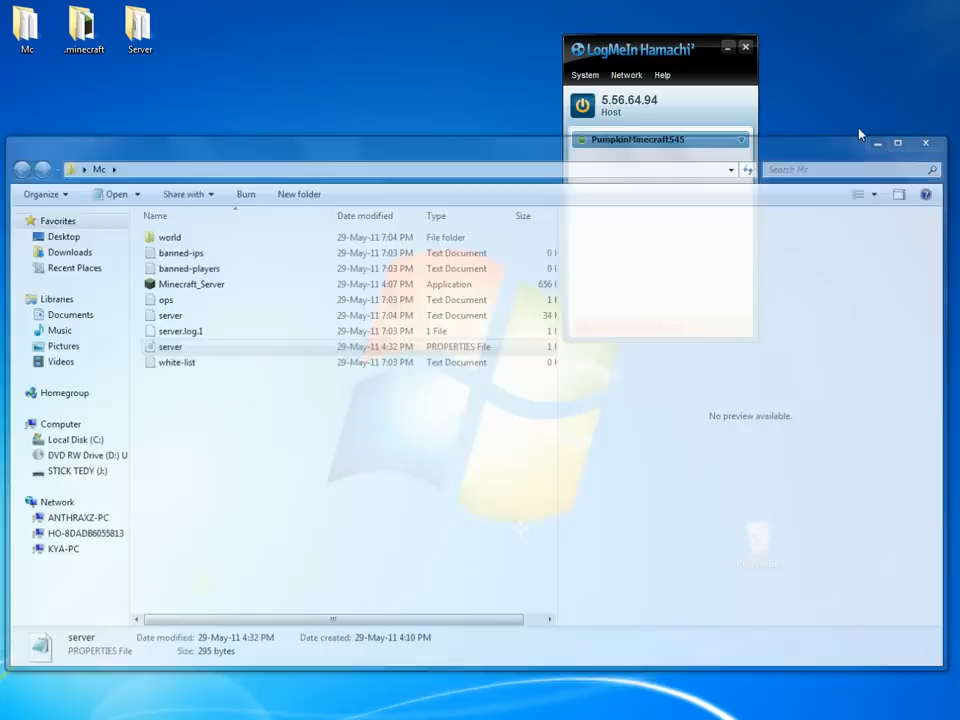 Mc
.minecraft
Server
LogMeIn Hamachi²
System Network Help
5.56.64.94
Host
PumpkinMinecraft545
Mc
Search Mc
Organize Open Share with Burn New folder
Favorites
Desktop
Downloads
Recent Places
Libraries
Documents
Music
Pictures
Videos
Homegroup
Computer
Local Disk (C:)
DVD RW Drive (D:) U
STICK TEDY (J:)
Network
ANTHRAXZ-PC
HO-8DADB6055813
KYA-PC
Name Date modified Type Size
world 29-May-11 7:04 PM File folder
banned-ips 29-May-11 7:03 PM Text Document 0
banned-players 29-May-11 7:03 PM Text Document 0
Minecraft_Server 29-May-11 4:07 PM Application 656
ops 29-May-11 7:03 PM Text Document 1
server 29-May-11 7:03 PM Text Document 34
server.log.1 29-May-11 7:03 PM 1 File 1
server 29-May-11 4:32 PM PROPERTIES File 1
white-list 29-May-11 7:03 PM Text Document 0
No preview available.
server Date modified: 29-May-11 4:32 PM Date created: 29-May-11 4:10 PM
PROPERTIES File Size: 295 bytes